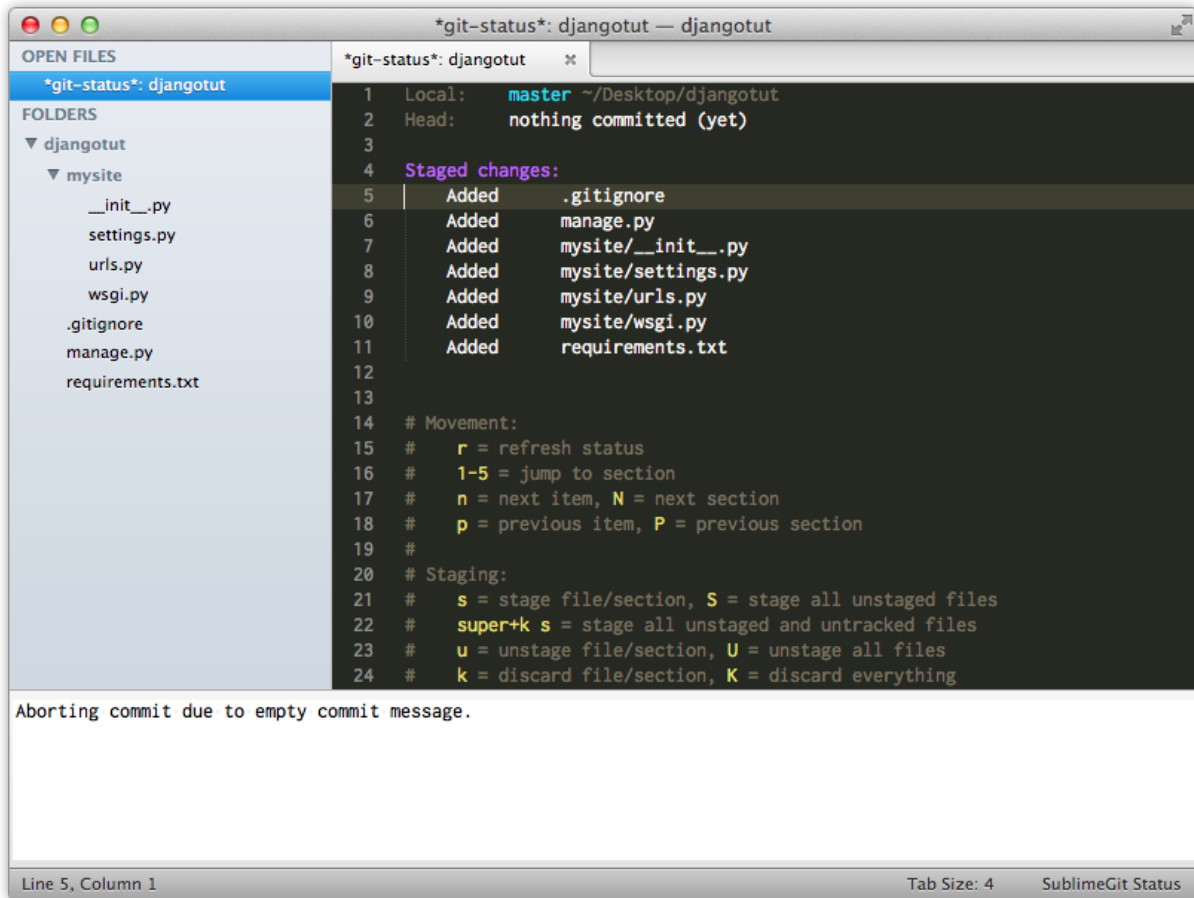 *git-status*: djangotut — djangotut
OPEN FILES
*git-status*: djangotut
FOLDERS
djangotut
mysite
__init__.py
settings.py
urls.py
wsgi.py
.gitignore
manage.py
requirements.txt
*git-status*: djangotut
1 Local: master ~/Desktop/djangotut
2 Head: nothing committed (yet)
3
4 Staged changes:
5 Added .gitignore
6 Added manage.py
7 Added mysite/__init__.py
8 Added mysite/settings.py
9 Added mysite/urls.py
10 Added mysite/wsgi.py
11 Added requirements.txt
12
13
14 # Movement:
15 # r = refresh status
16 # 1-5 = jump to section
17 # n = next item, N = next section
18 # p = previous item, P = previous section
19 #
20 # Staging:
21 # s = stage file/section, S = stage all unstaged files
22 # super+k s = stage all unstaged and untracked files
23 # u = unstage file/section, U = unstage all files
24 # k = discard file/section, K = discard everything
Aborting commit due to empty commit message.
Line 5, Column 1
Tab Size: 4
SublimeGit Status